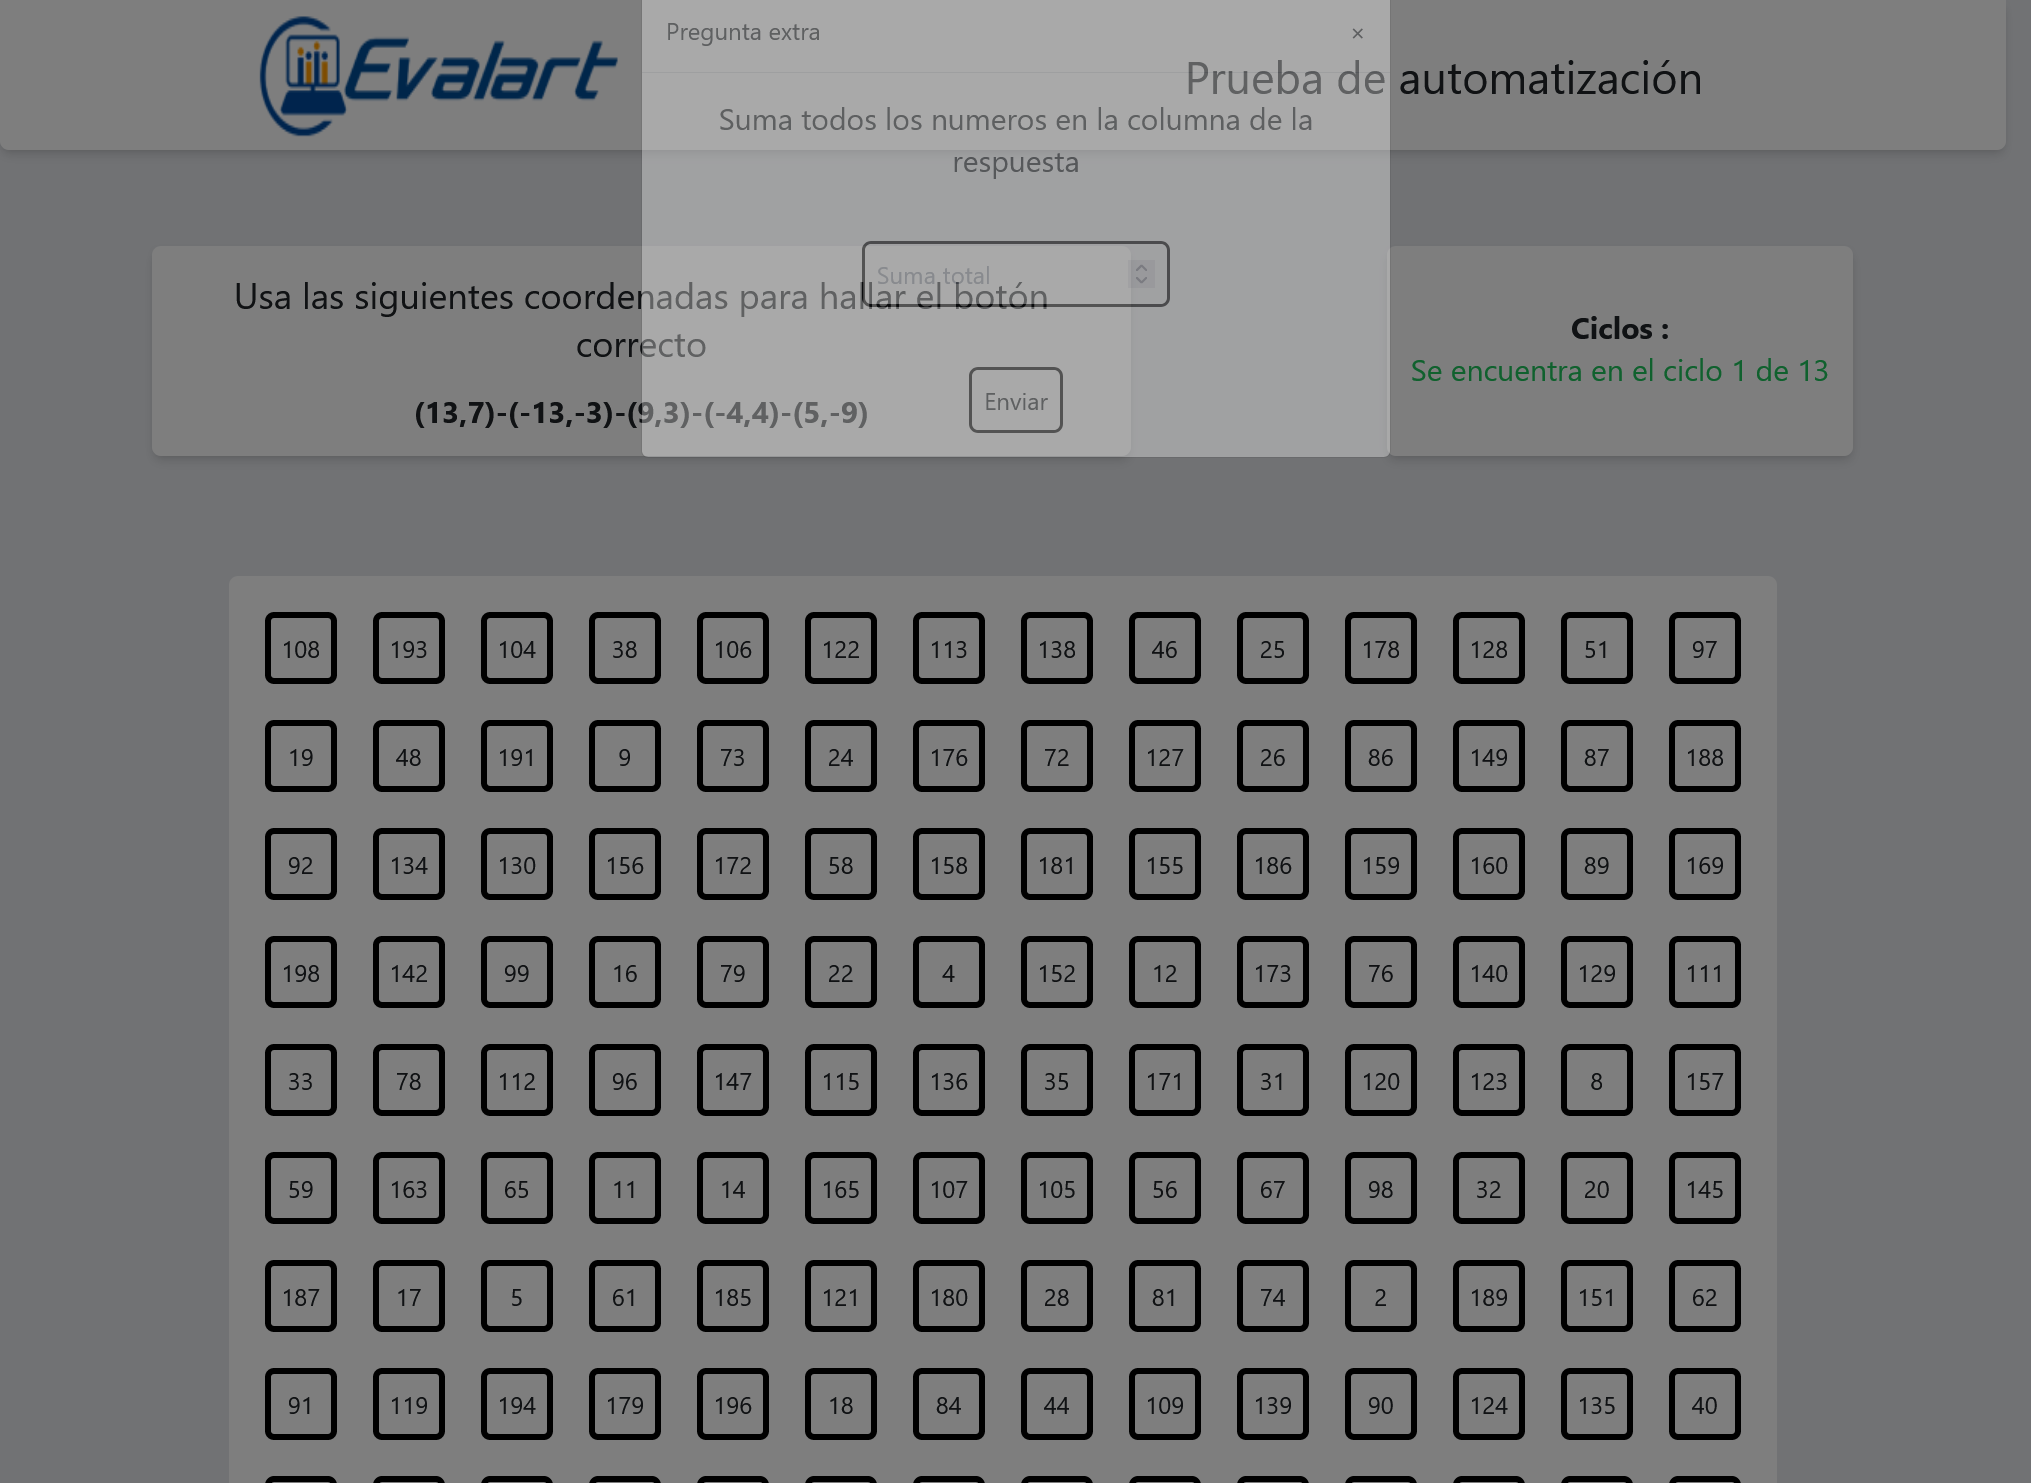 Evalart
Pregunta extra ×
Prueba de automatización
Suma todos los numeros en la columna de la
respuesta
Suma total
Usa las siguientes coordenadas para hallar el botón
correcto
(13,7)-(-13,-3)-(9,3)-(-4,4)-(5,-9)
Enviar
Ciclos :
Se encuentra en el ciclo 1 de 13
108 193 104 38 106 122 113 138 46 25 178 128 51 97
19 48 191 9 73 24 176 72 127 26 86 149 87 188
92 134 130 156 172 58 158 181 155 186 159 160 89 169
198 142 99 16 79 22 4 152 12 173 76 140 129 111
33 78 112 96 147 115 136 35 171 31 120 123 8 157
59 163 65 11 14 165 107 105 56 67 98 32 20 145
187 17 5 61 185 121 180 28 81 74 2 189 151 62
91 119 194 179 196 18 84 44 109 139 90 124 135 40